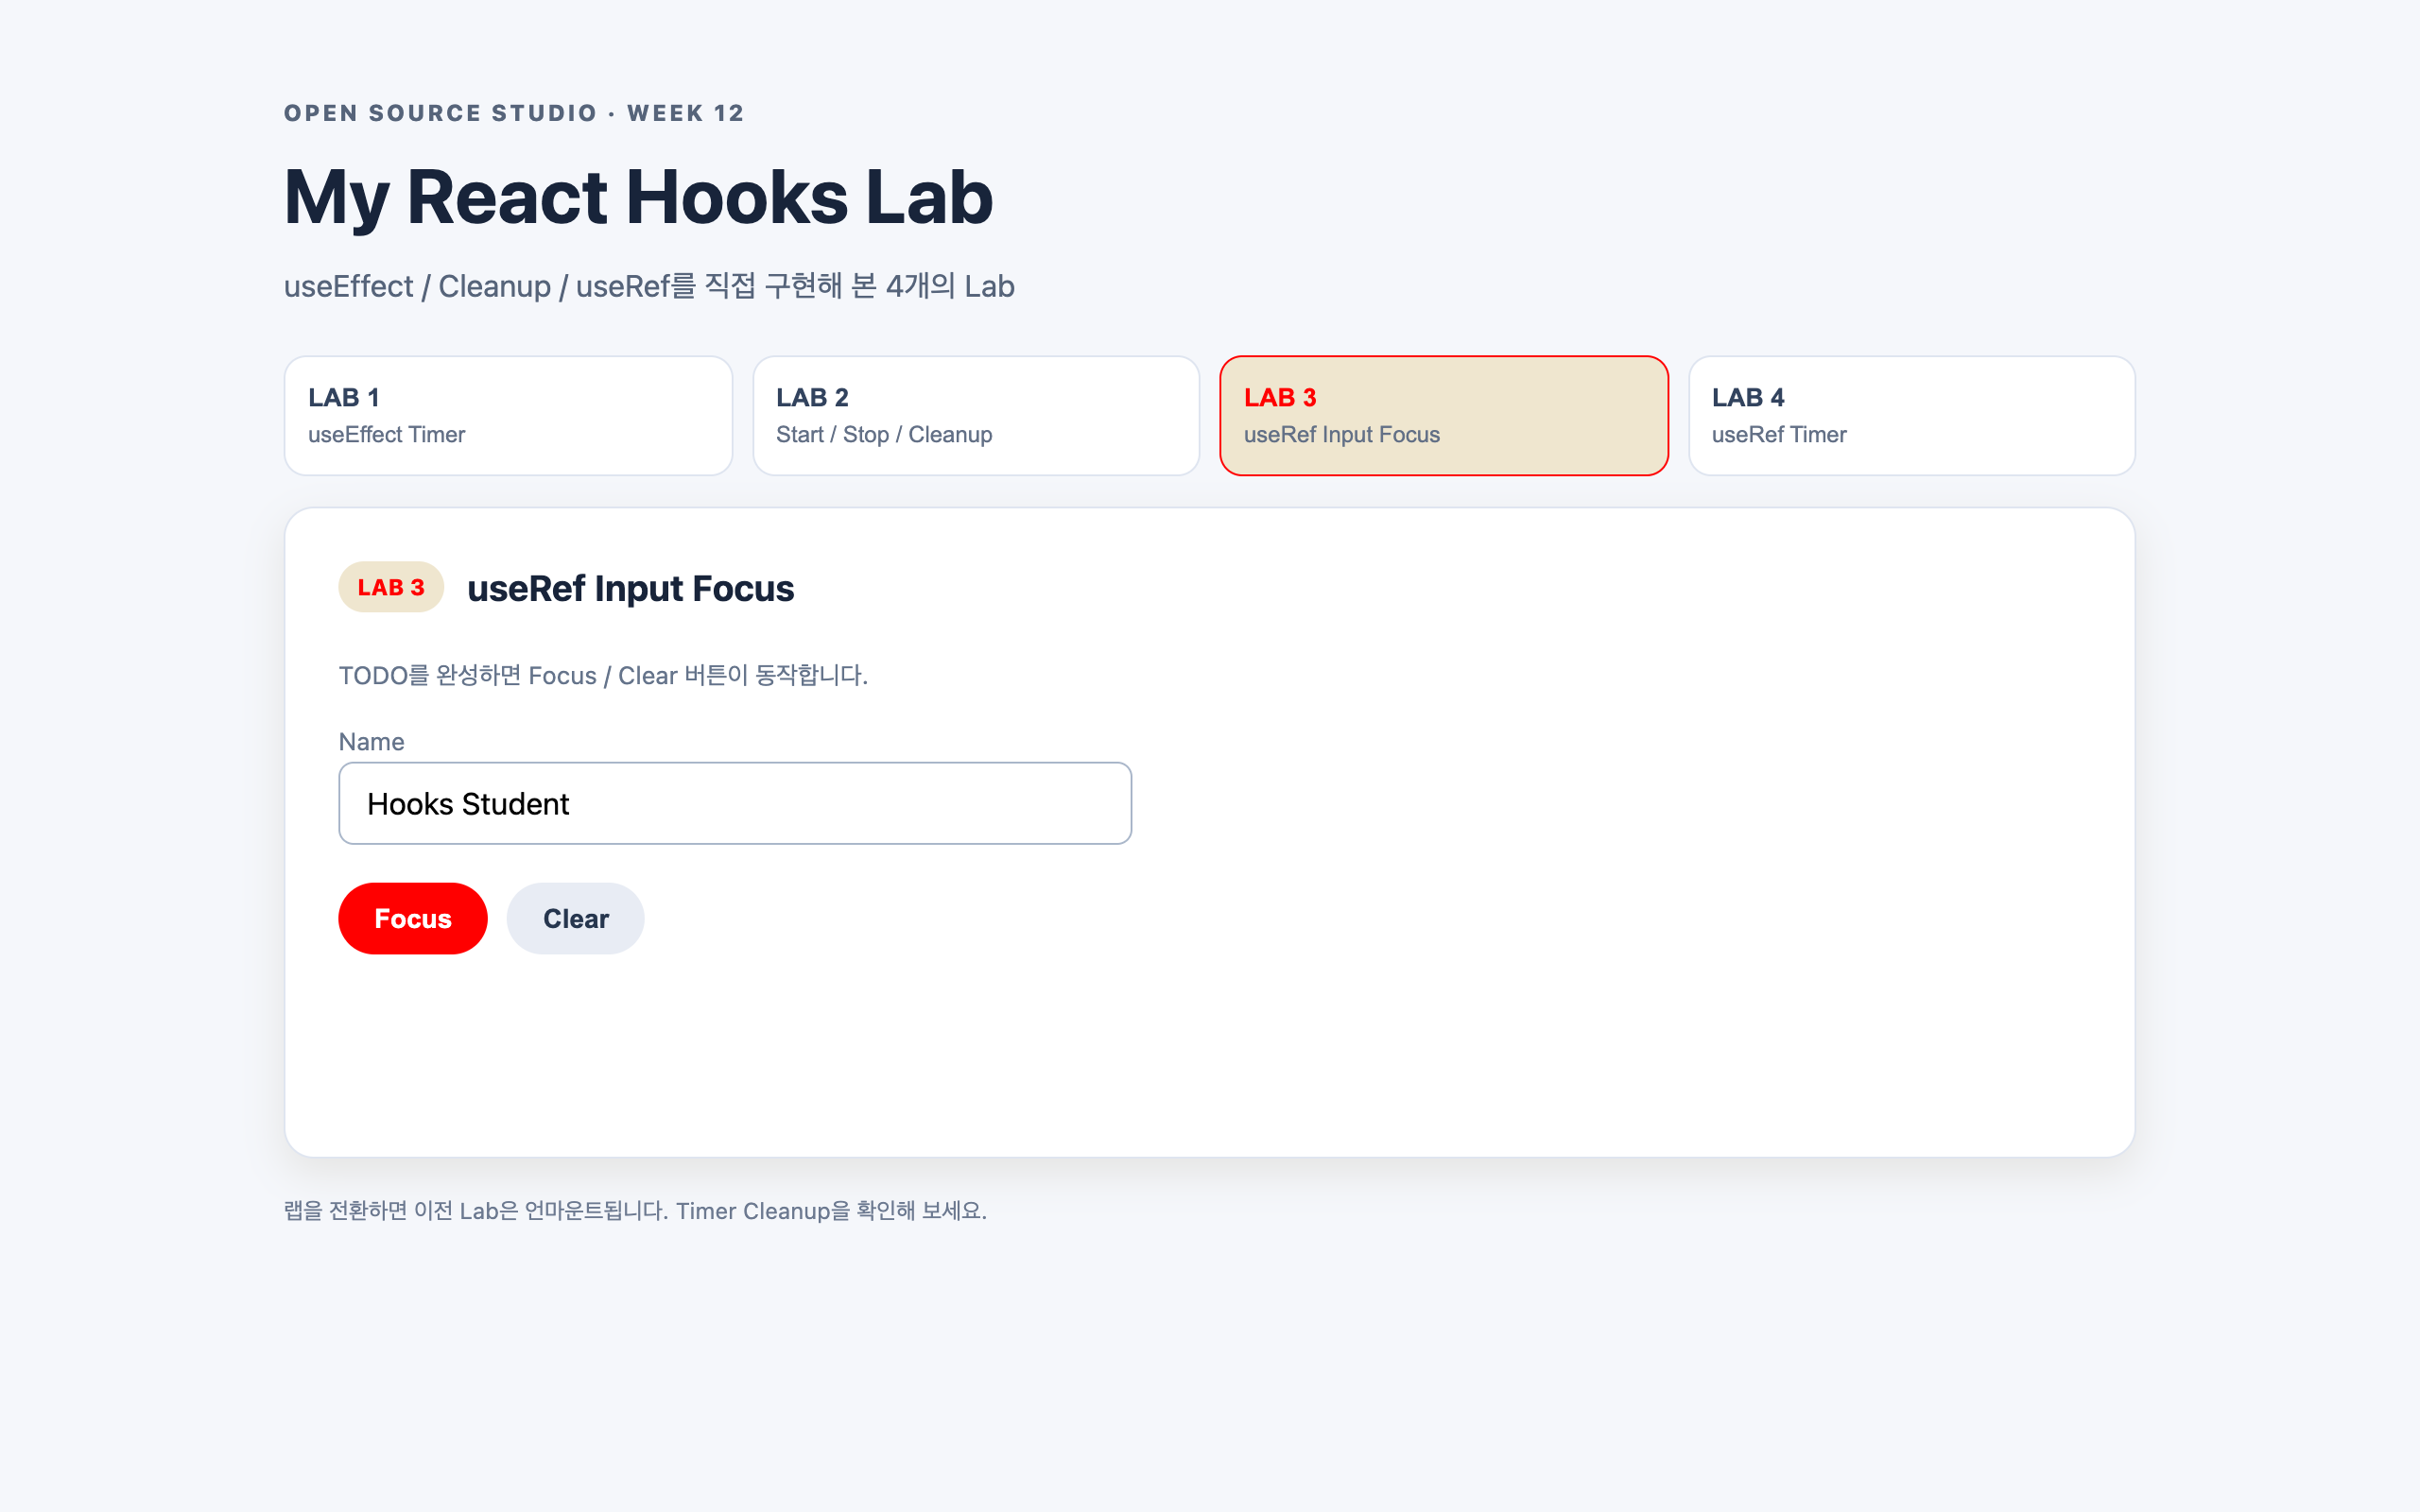 OPEN SOURCE STUDIO · WEEK 12
My React Hooks Lab
useEffect / Cleanup / useRef를 직접 구현해 본 4개의 Lab
LAB 1
useEffect Timer
LAB 2
Start / Stop / Cleanup
LAB 3
useRef Input Focus
LAB 4
useRef Timer
LAB 3 useRef Input Focus
TODO를 완성하면 Focus / Clear 버튼이 동작합니다.
Name
Hooks Student
Focus Clear
랩을 전환하면 이전 Lab은 언마운트됩니다. Timer Cleanup을 확인해 보세요.